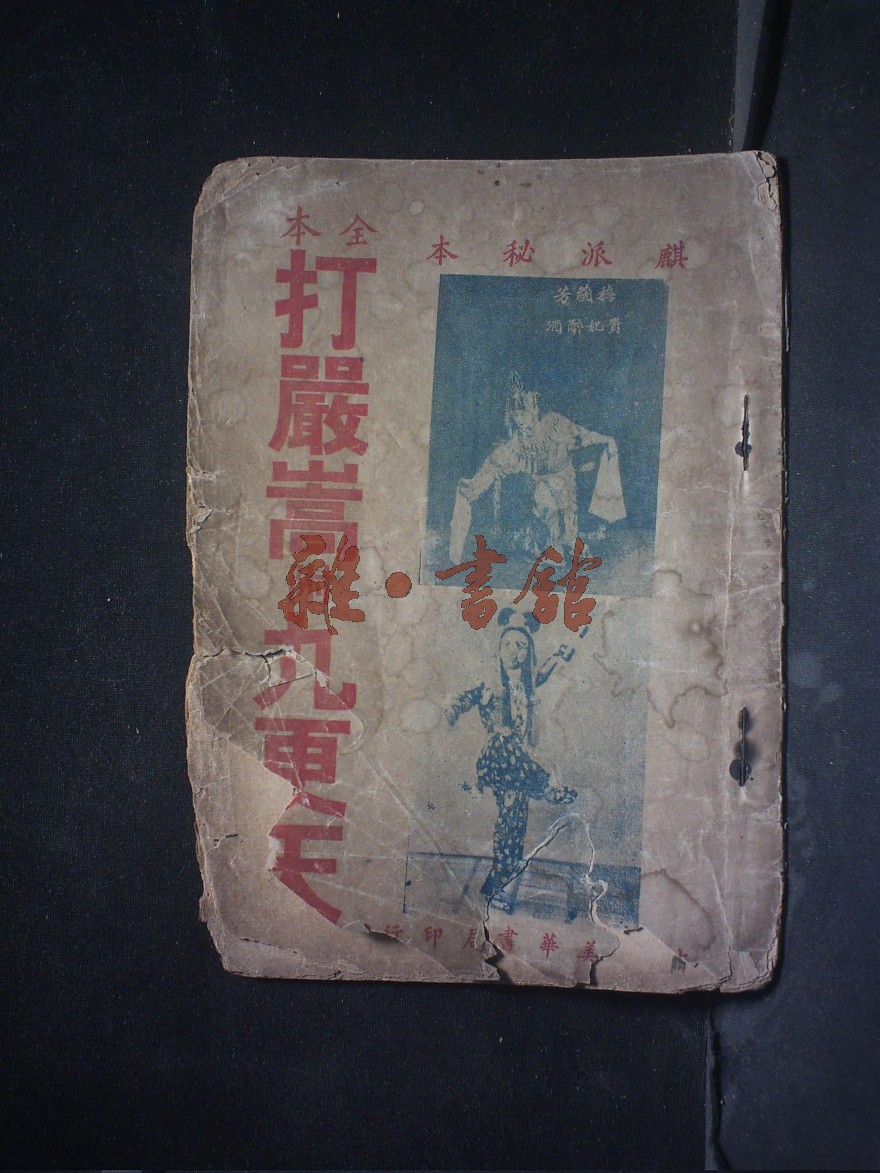 麒派秘本
梅蘭芳
貴妃醉酒
全本
打嚴嵩
九更天
雜·書館
美華書局印行